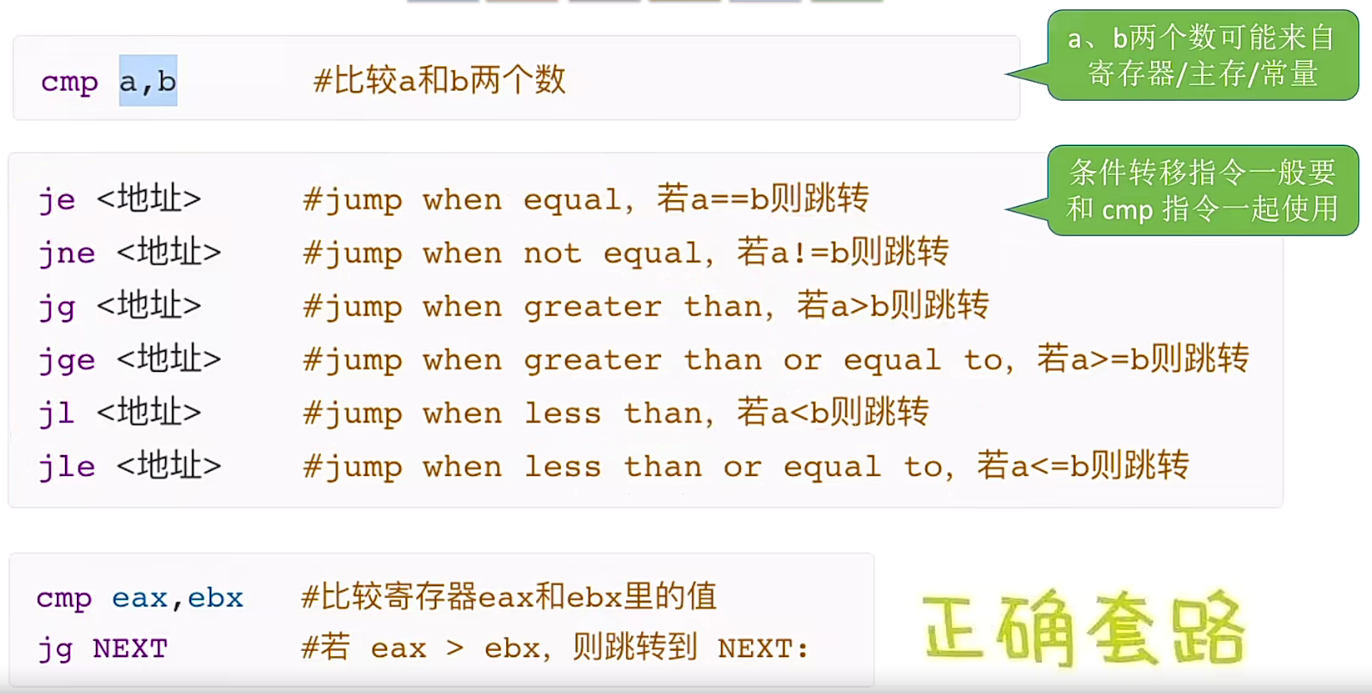 cmp a,b #比较a和b两个数
a、b两个数可能来自
寄存器/主存/常量
je <地址> #jump when equal，若a==b则跳转
jne <地址> #jump when not equal，若a!=b则跳转
jg <地址> #jump when greater than，若a>b则跳转
jge <地址> #jump when greater than or equal to，若a>=b则跳转
jl <地址> #jump when less than，若a<b则跳转
jle <地址> #jump when less than or equal to，若a<=b则跳转
条件转移指令一般要
和 cmp 指令一起使用
cmp eax,ebx #比较寄存器eax和ebx里的值
jg NEXT #若 eax > ebx，则跳转到 NEXT:
正确套路